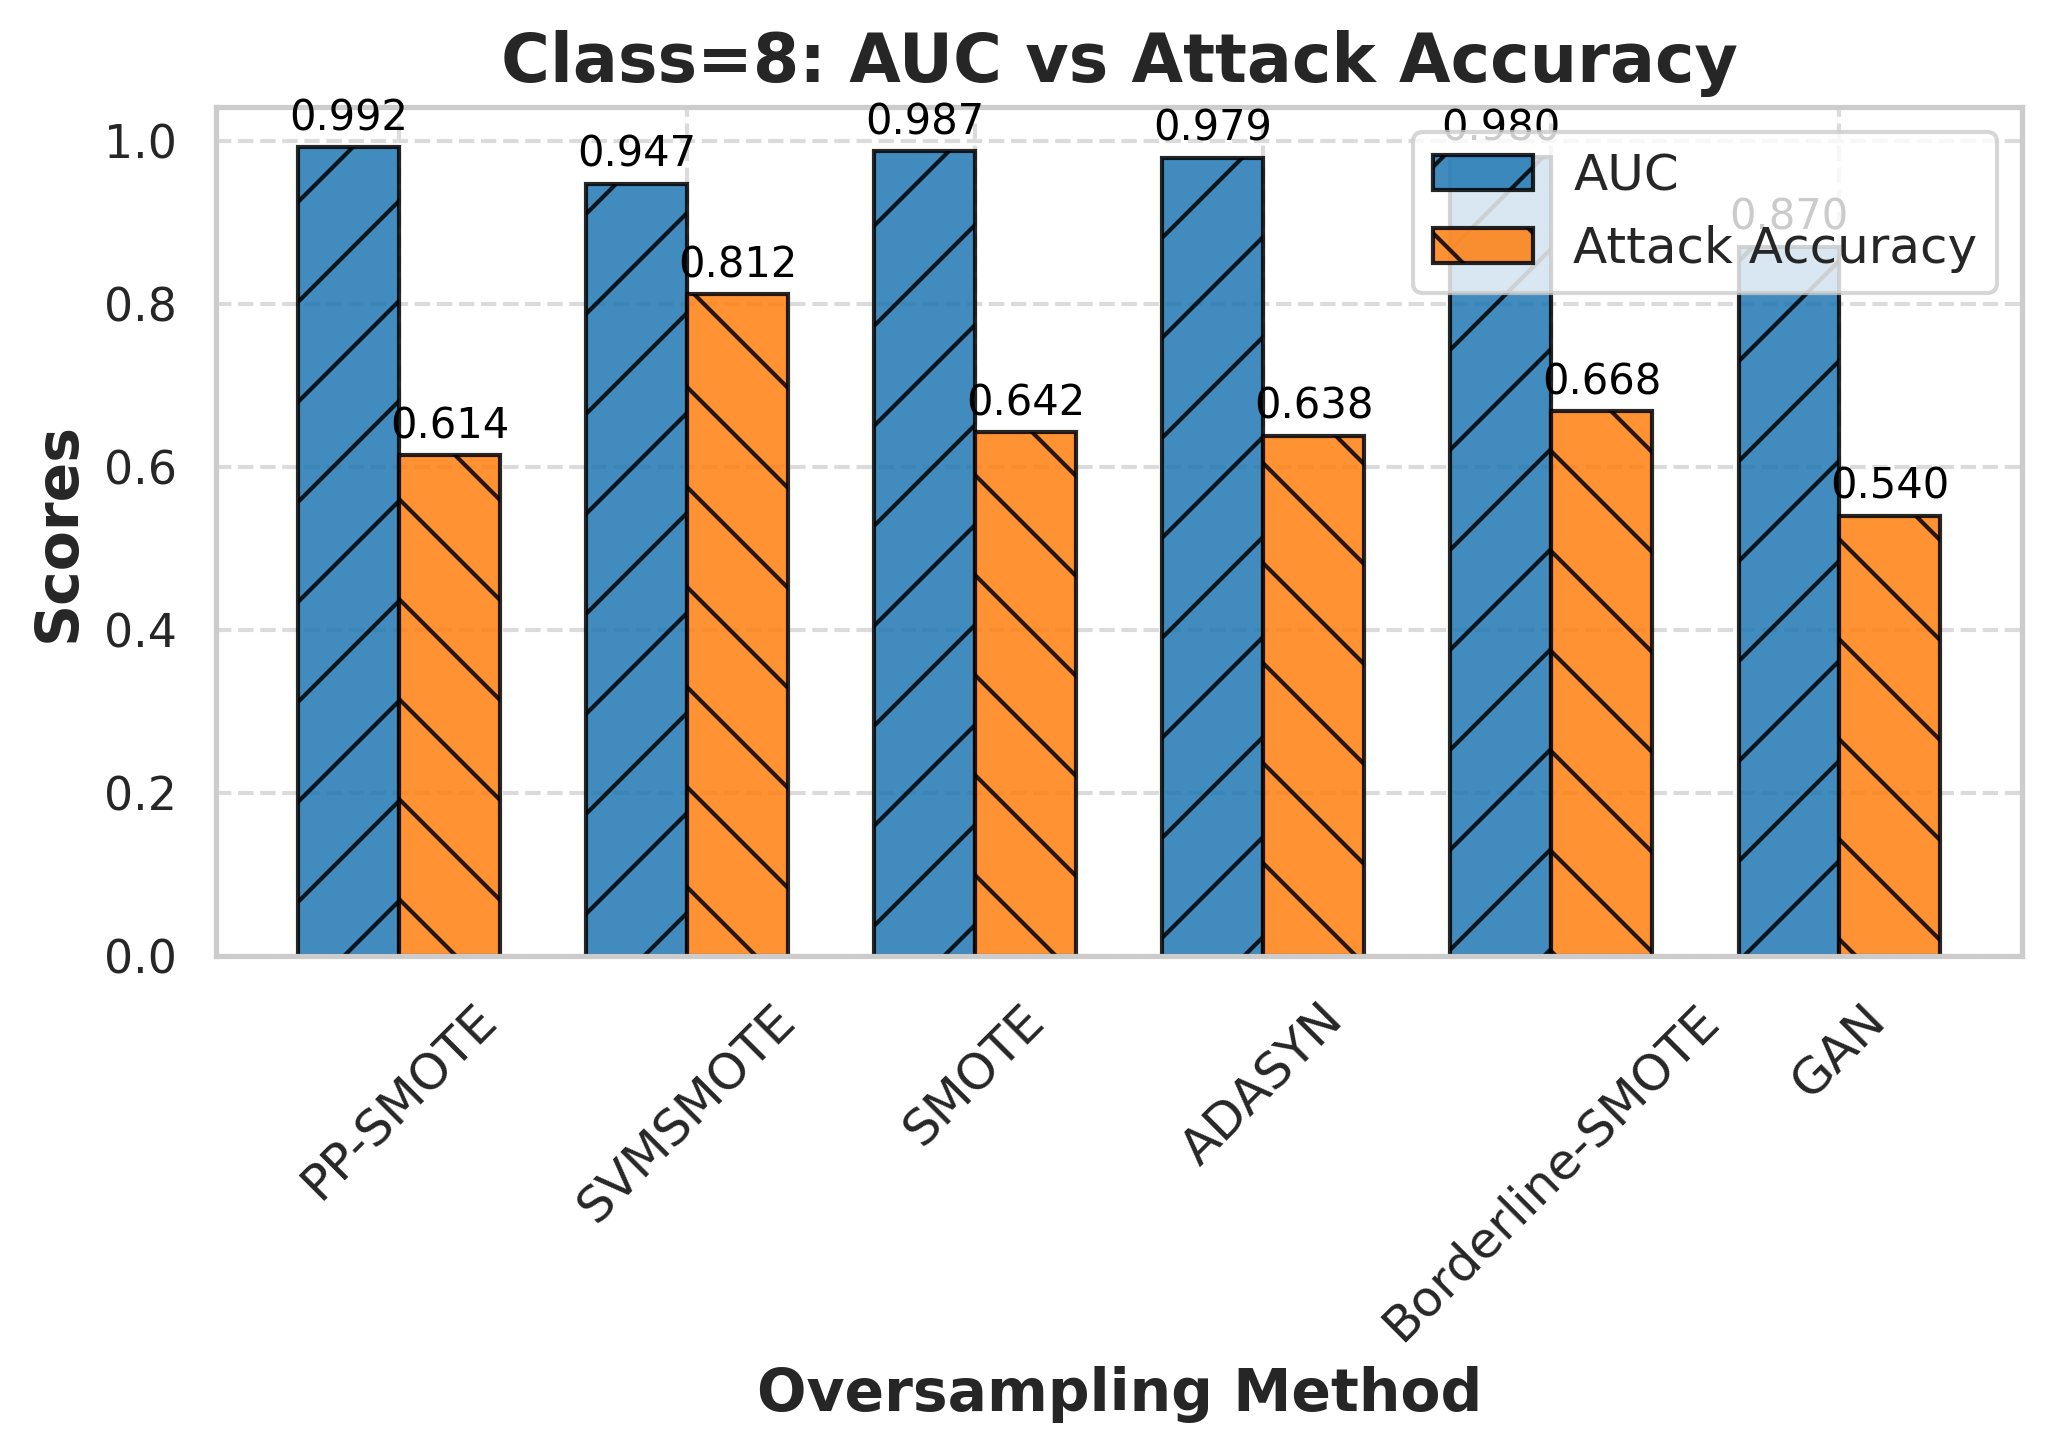 Class=8: AUC vs Attack Accuracy
Scores
1.0
0.8
0.6
0.4
0.2
0.0
0.992
0.947
0.987
0.979
0.980
0.870
0.614
0.812
0.642
0.638
0.668
0.540
AUC
Attack Accuracy
PP-SMOTE
SVMSMOTE
SMOTE
ADASYN
Borderline-SMOTE
GAN
Oversampling Method